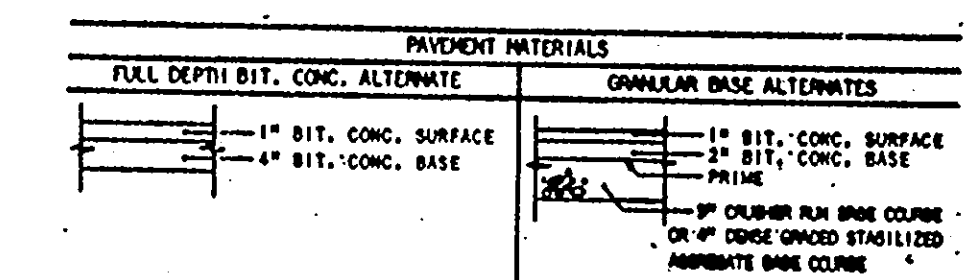 PAVEMENT MATERIALS
FULL DEPTH BIT. CONC. ALTERNATE
1" BIT. CONC. SURFACE
4" BIT. CONC. BASE
GRANULAR BASE ALTERNATES
1" BIT. CONC. SURFACE
2" BIT. CONC. BASE
PRIME
CRUSHER RUN BASE COURSE
OR 4" DENSE GRADED STABILIZED
AGGREGATE BASE COURSE